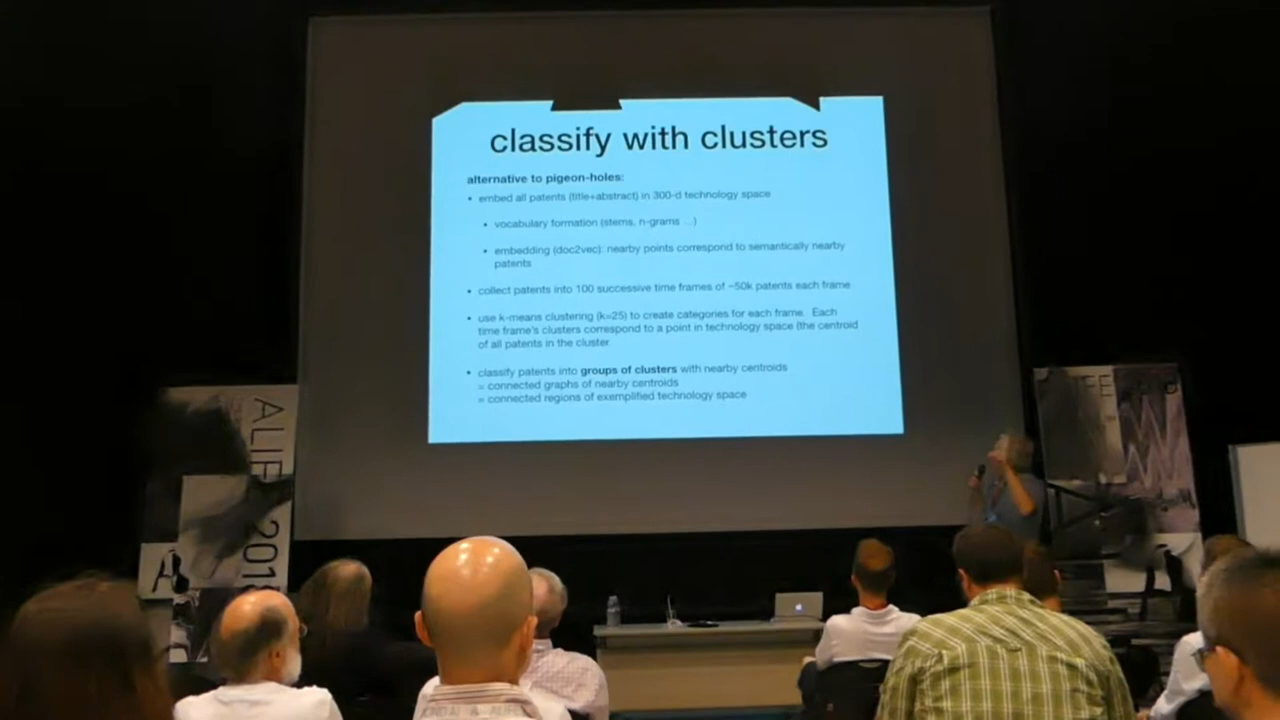 classify with clusters
alternative to pigeon-holes:
• embed all patents (title+abstract) in 300-d technology space
• vocabulary formation (stems, n-grams ...)
• embedding (doc2vec): nearby points correspond to semantically nearby
patents
• collect patents into 100 successive time frames of ~50k patents each frame
• use k-means clustering (k=25) to create categories for each frame. Each
time frame's clusters correspond to a point in technology space (the centroid
of all patents in the cluster
• classify patents into groups of clusters with nearby centroids
= connected graphs of nearby centroids
= connected regions of exemplified technology space
ALIF
2018